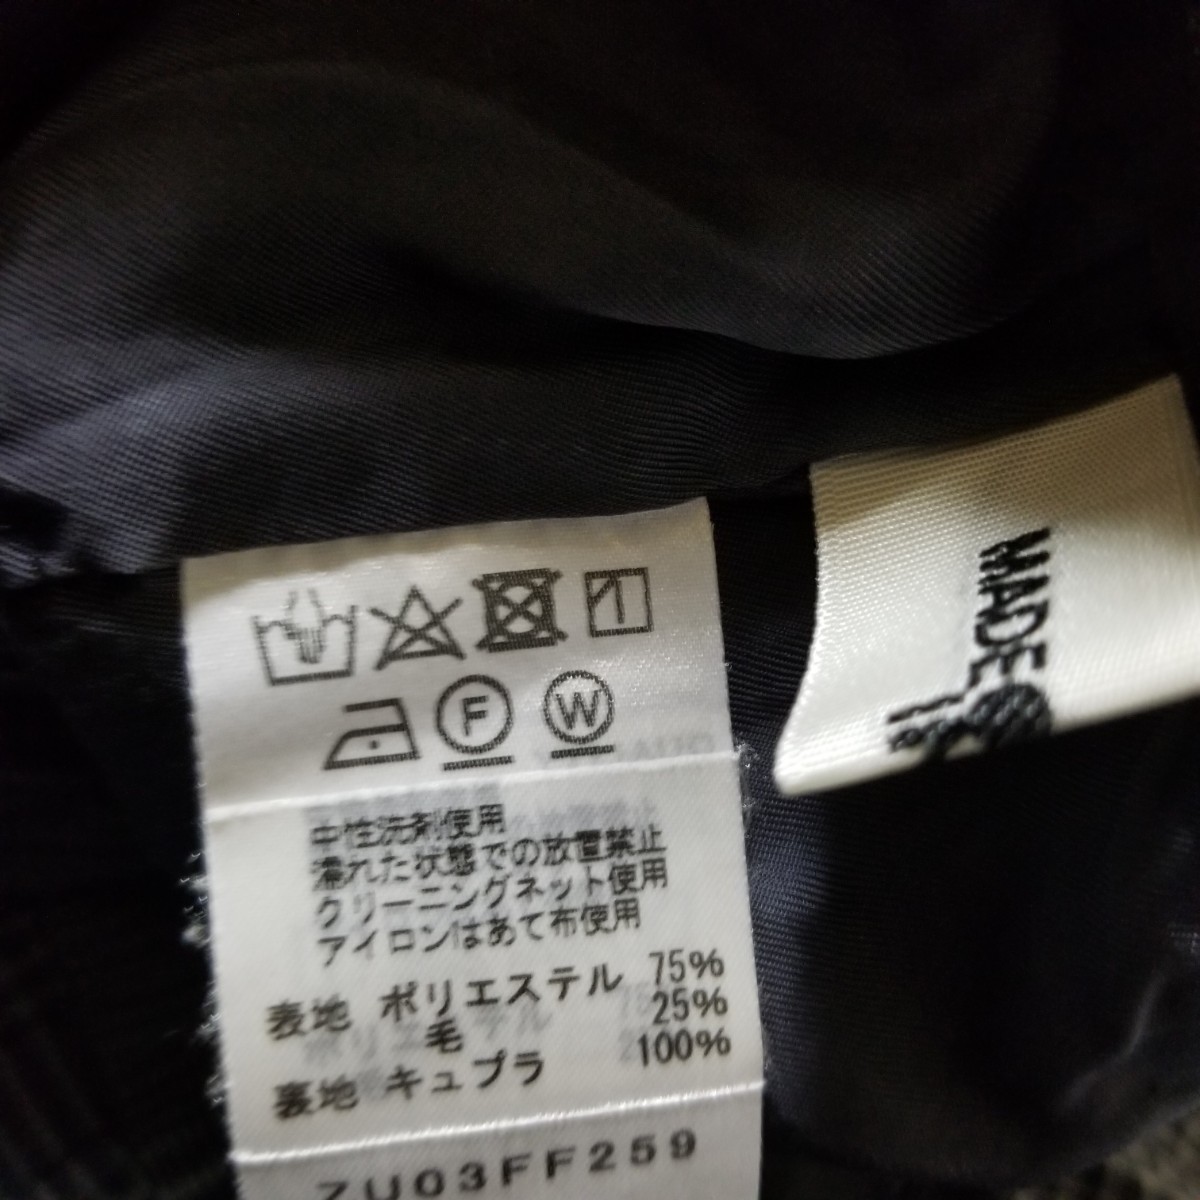 F W
中性洗剤使用
濡れた状態での放置禁止
クリーニングネット使用
アイロンはあて布使用
表地 ポリエステル 75%
毛 25%
裏地 キュプラ 100%
ZU03FF259
MADE